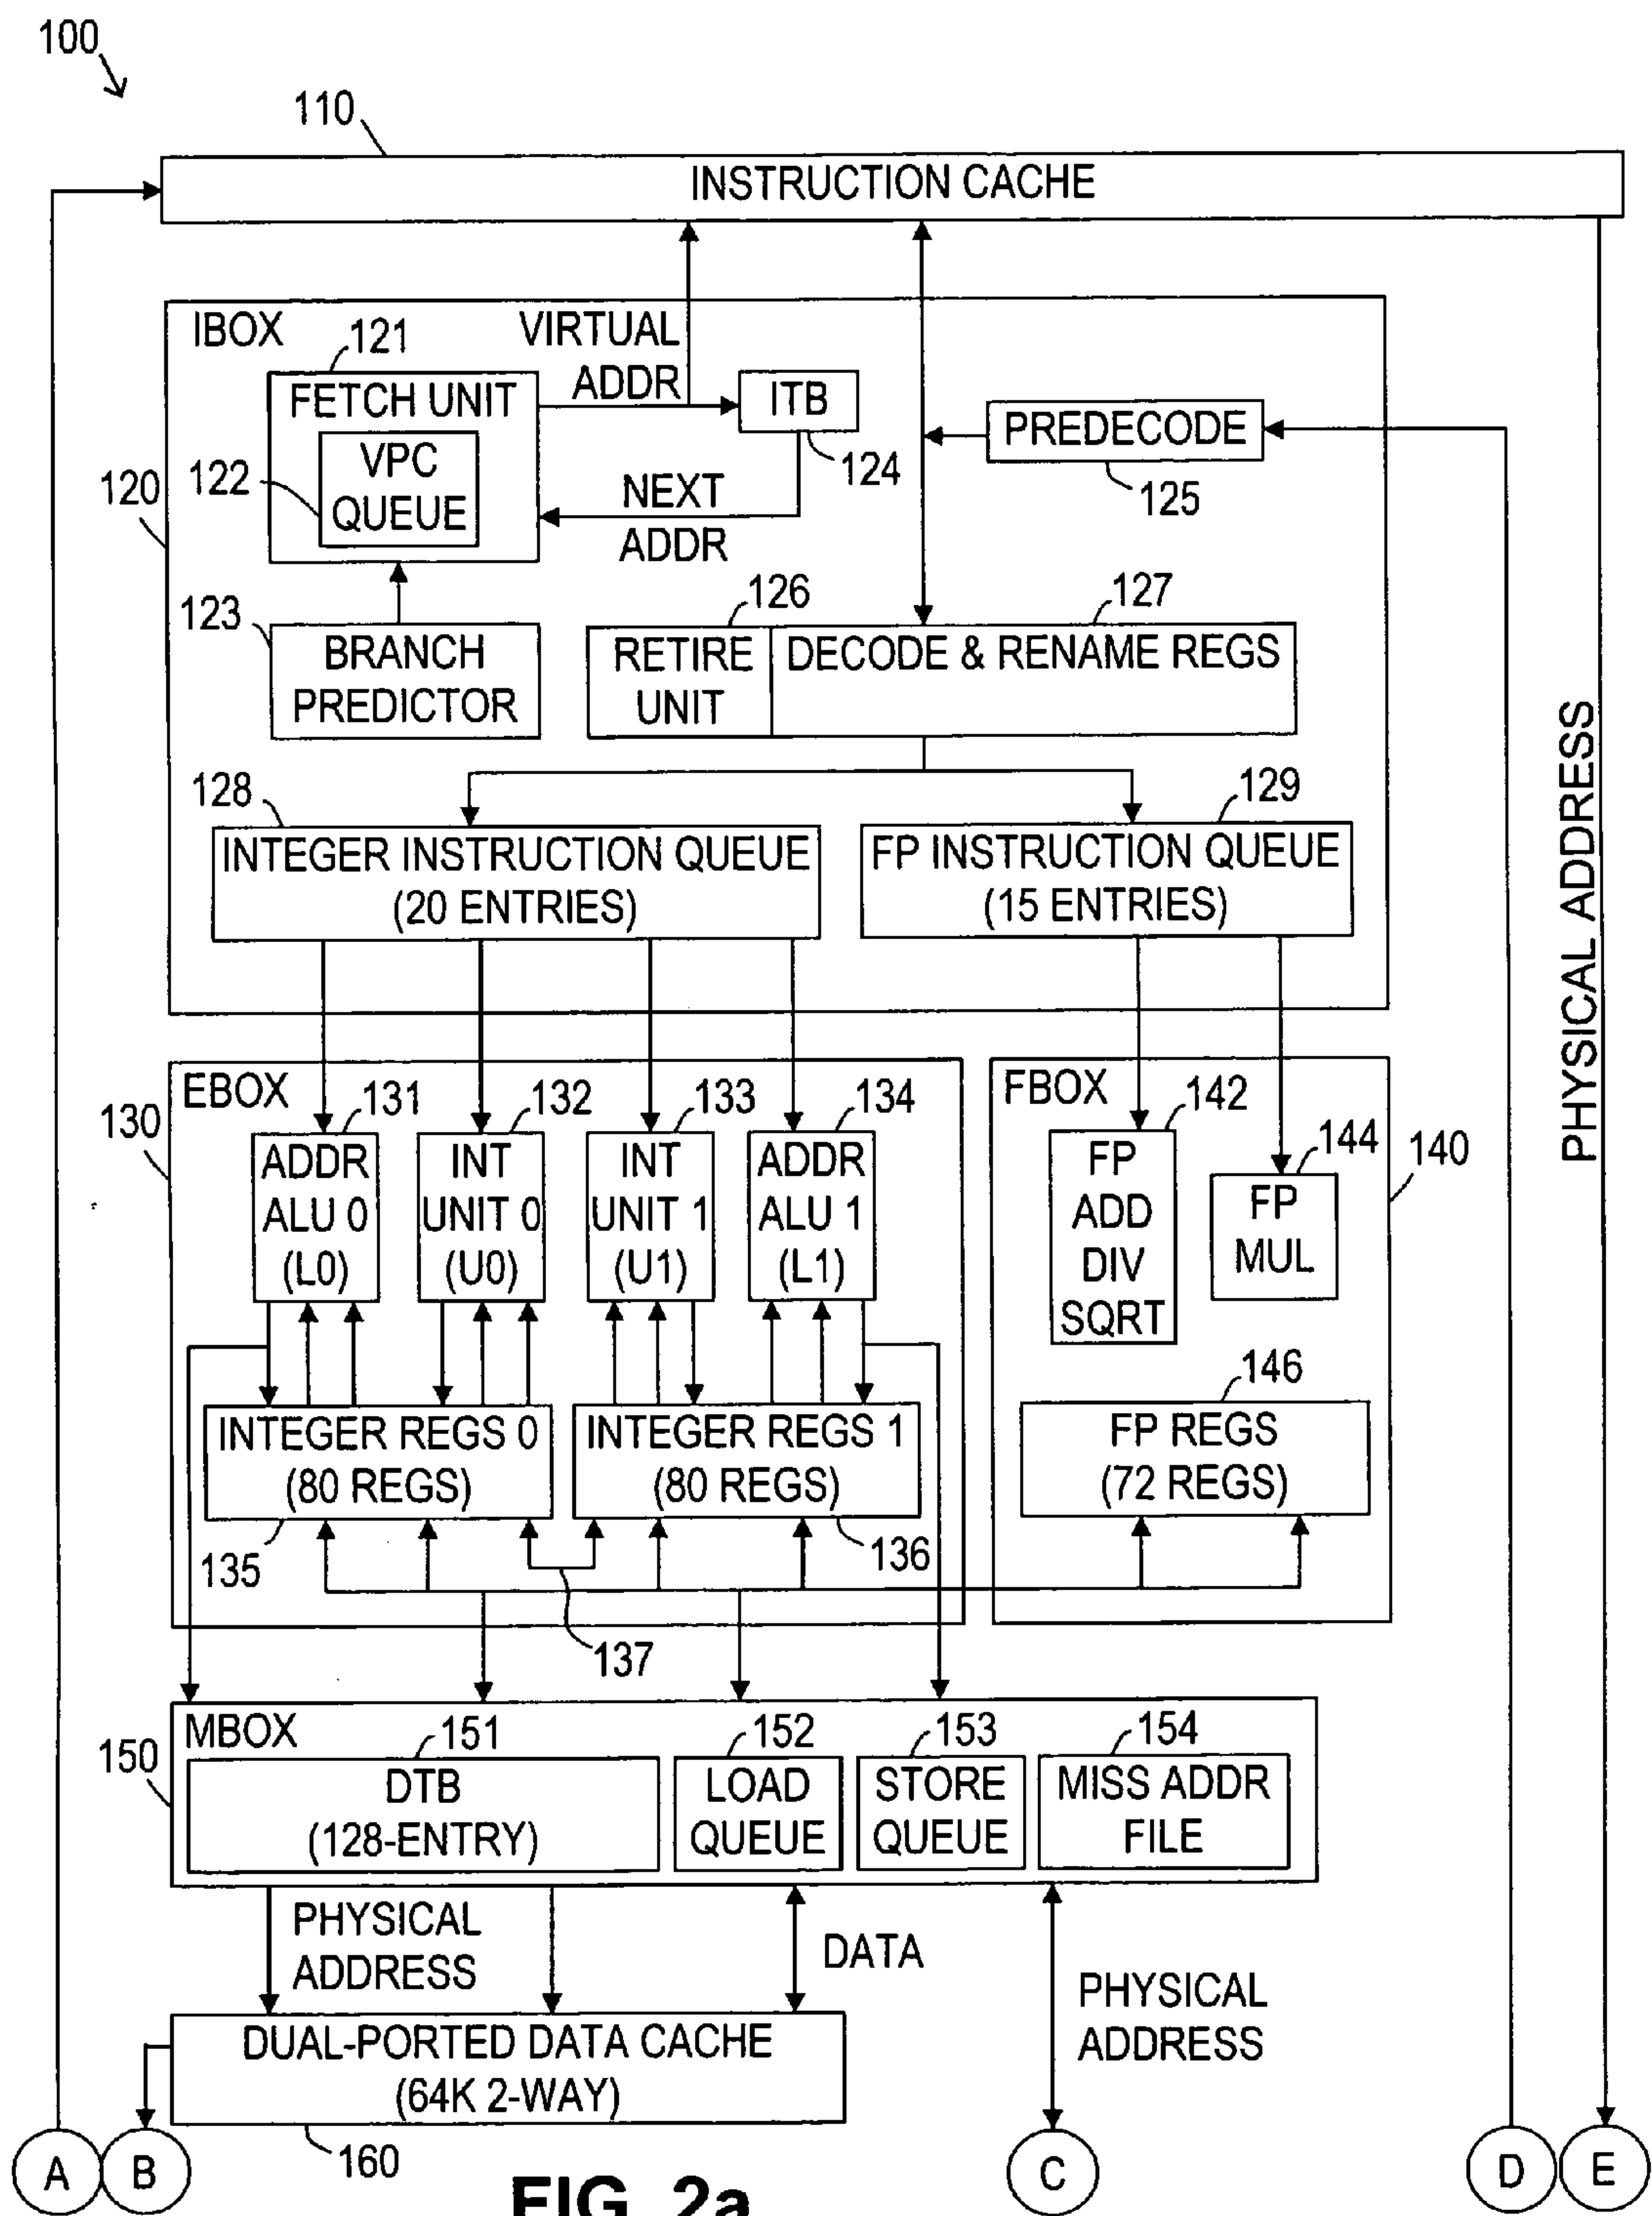 100
110
INSTRUCTION CACHE
IBOX
121
VIRTUAL
ADDR
FETCH UNIT
VPC
QUEUE
122
ITB
124
NEXT
ADDR
PREDECODE
125
120
123
BRANCH
PREDICTOR
126
RETIRE
UNIT
127
DECODE & RENAME REGS
128
INTEGER INSTRUCTION QUEUE
(20 ENTRIES)
129
FP INSTRUCTION QUEUE
(15 ENTRIES)
PHYSICAL ADDRESS
130
EBOX
131
ADDR
ALU 0
(L0)
132
INT
UNIT 0
(U0)
133
INT
UNIT 1
(U1)
134
ADDR
ALU 1
(L1)
FBOX
142
FP
ADD
DIV
SQRT
144
FP
MUL
140
INTEGER REGS 0
(80 REGS)
135
INTEGER REGS 1
(80 REGS)
136
137
146
FP REGS
(72 REGS)
150
MBOX
151
DTB
(128-ENTRY)
152
LOAD
QUEUE
153
STORE
QUEUE
154
MISS ADDR
FILE
PHYSICAL
ADDRESS
DATA
PHYSICAL
ADDRESS
DUAL-PORTED DATA CACHE
(64K 2-WAY)
160
A
B
C
D
E
FIG. 2a